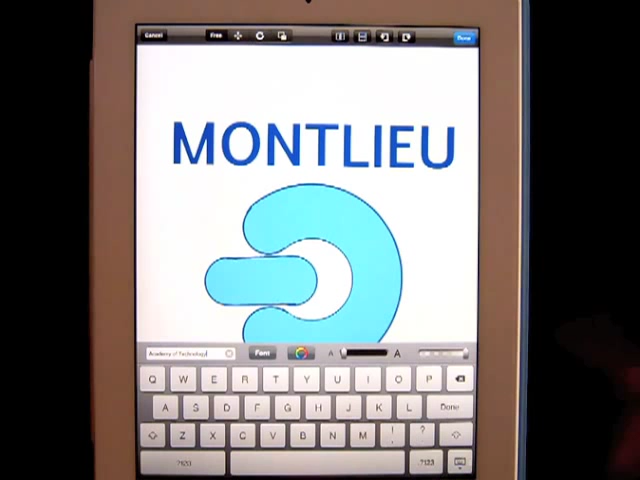 Cancel Free Done
MONTLIEU
Academy of Technology Font A A
Q W E R T Y U I O P
A S D F G H J K L Done
Z X C V B N M ! , ? .
.?123 .?123